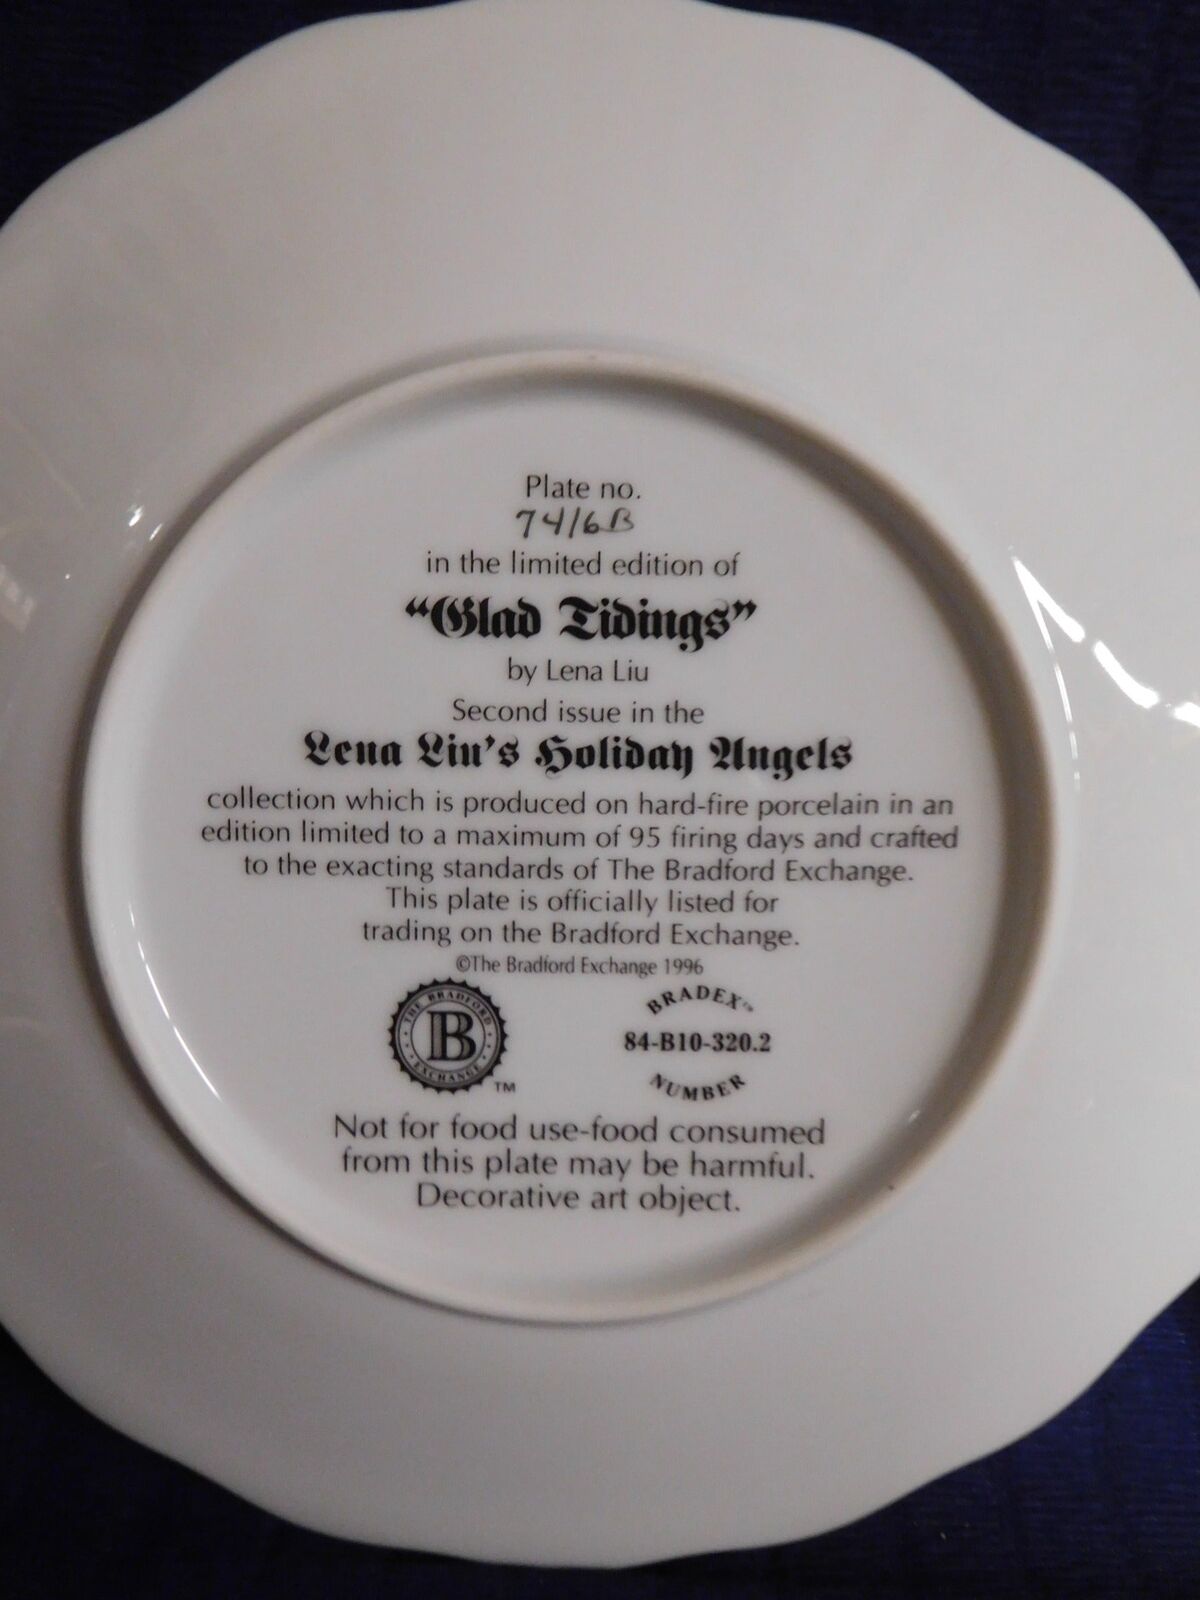 Plate no.
7416B
in the limited edition of
“Glad Tidings”
by Lena Liu
Second issue in the
Lena Liu's Holiday Angels
collection which is produced on hard-fire porcelain in an
edition limited to a maximum of 95 firing days and crafted
to the exacting standards of The Bradford Exchange.
This plate is officially listed for
trading on the Bradford Exchange.
©The Bradford Exchange 1996
THE BRADFORD
B
EXCHANGE
TM
BRADEX™
84-B10-320.2
NUMBER
Not for food use-food consumed
from this plate may be harmful.
Decorative art object.